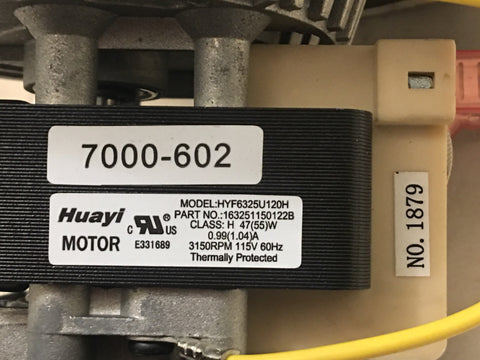 7000-602
Huayi
MOTOR
C RU US
E331689
MODEL:HYF6325U120H
PART NO.:163251150122B
CLASS: H 47(55)W
0.99(1.04)A
3150RPM 115V 60Hz
Thermally Protected
NO. 1879